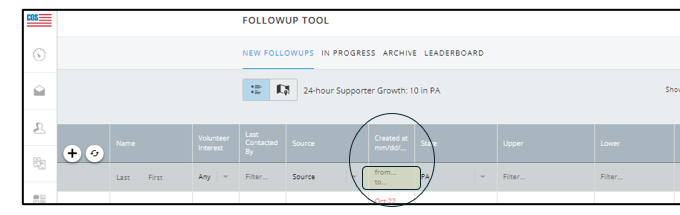 COS
FOLLOWUP TOOL
NEW FOLLOWUPS IN PROGRESS ARCHIVE LEADERBOARD
24-hour Supporter Growth: 10 in PA
Show
Name
Volunteer
Interest
Last
Contacted
By
Source
Created at
mm/dd/...
State
Upper
Lower
Last First Any Filter... Source
from...
to...
PA Filter... Filter...
Oct 22